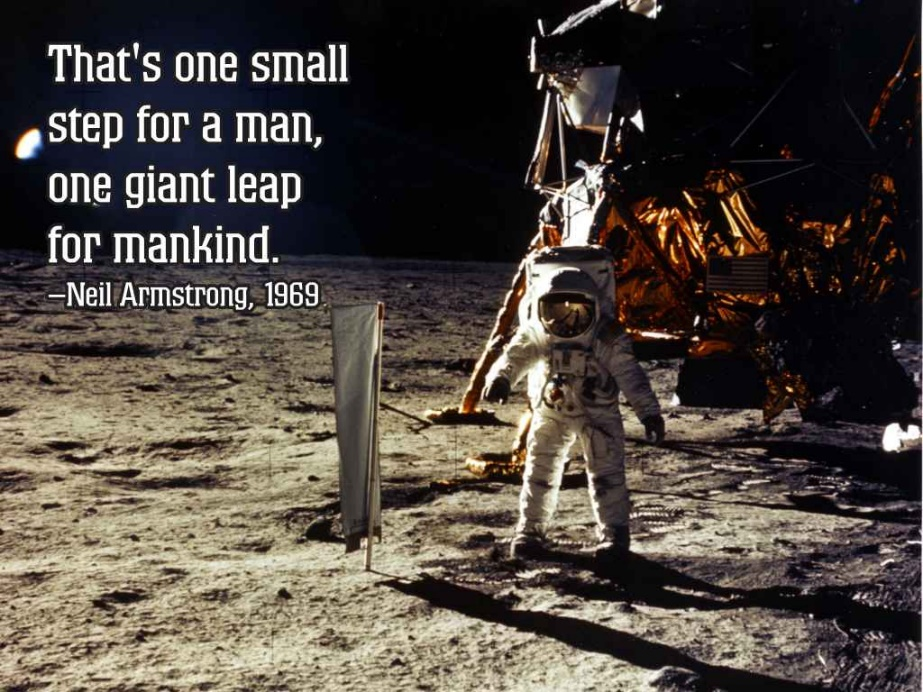 That's one small
step for a man,
one giant leap
for mankind.
—Neil Armstrong, 1969